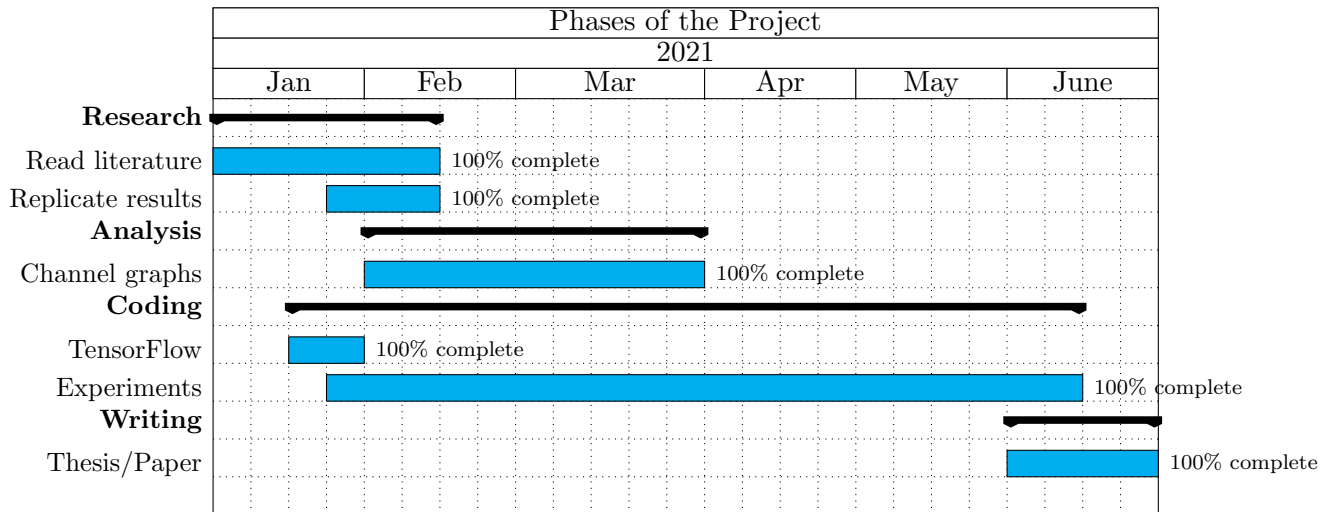 Phases of the Project
2021
Jan Feb Mar Apr May June
Research
Read literature 100% complete
Replicate results 100% complete
Analysis
Channel graphs 100% complete
Coding
TensorFlow 100% complete
Experiments 100% complete
Writing
Thesis/Paper 100% complete